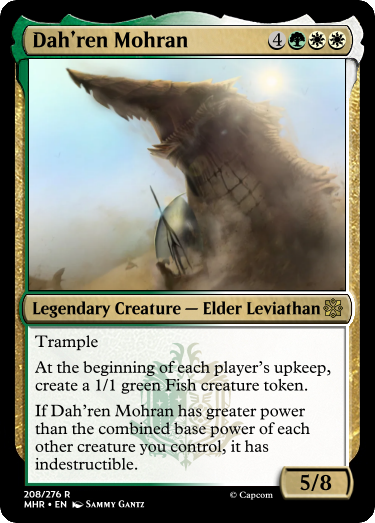 Dah'ren Mohran 4
Legendary Creature — Elder Leviathan
Trample
At the beginning of each player's upkeep,
create a 1/1 green Fish creature token.
If Dah'ren Mohran has greater power
than the combined base power of each
other creature you control, it has
indestructible.
5/8
208/276 R
MHR • EN Sammy Gantz © Capcom